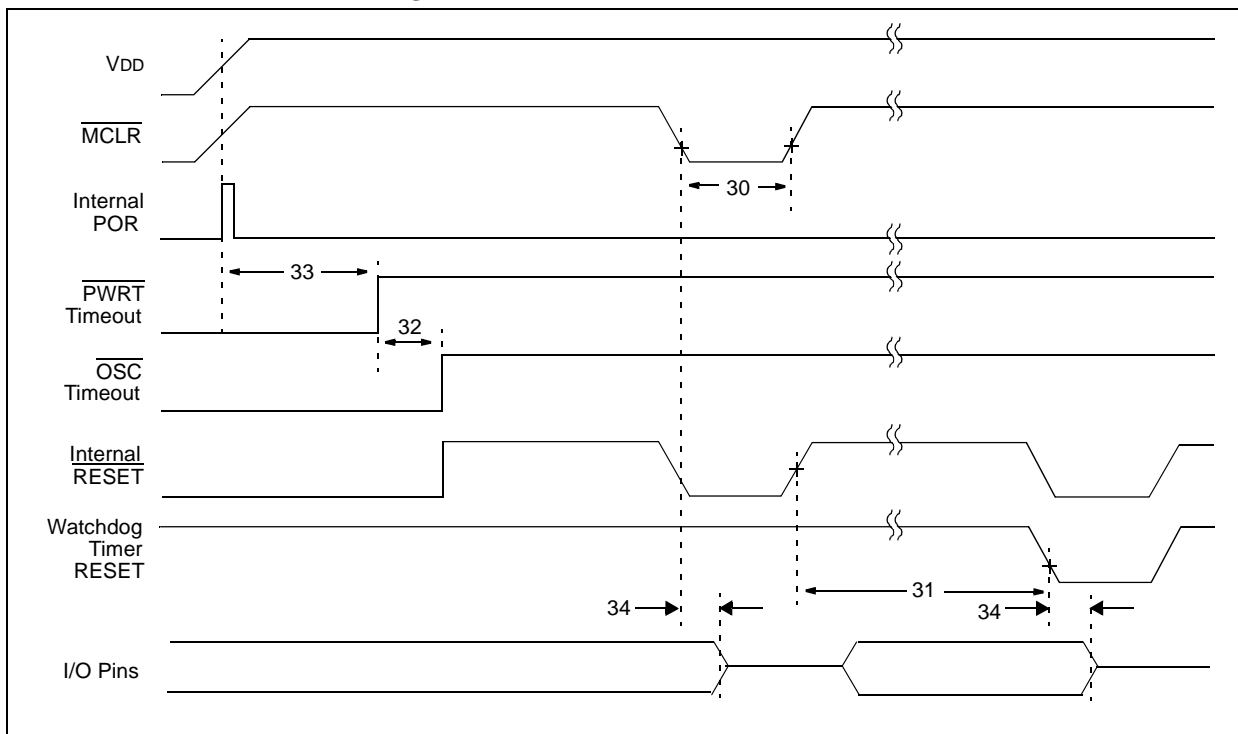 VDD
MCLR
30
Internal
POR
33
PWRT
Timeout
32
OSC
Timeout
Internal
RESET
Watchdog
Timer
RESET
31
34
34
I/O Pins